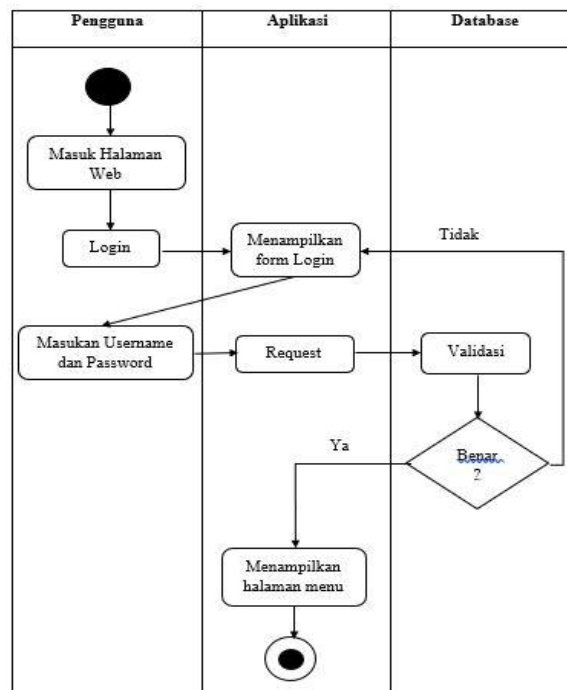 Pengguna
Aplikasi
Database
Masuk Halaman
Web
Login
Menampilkan
form Login
Tidak
Masukan Username
dan Password
Request
Validasi
Ya
Benar
?
Menampilkan
halaman menu